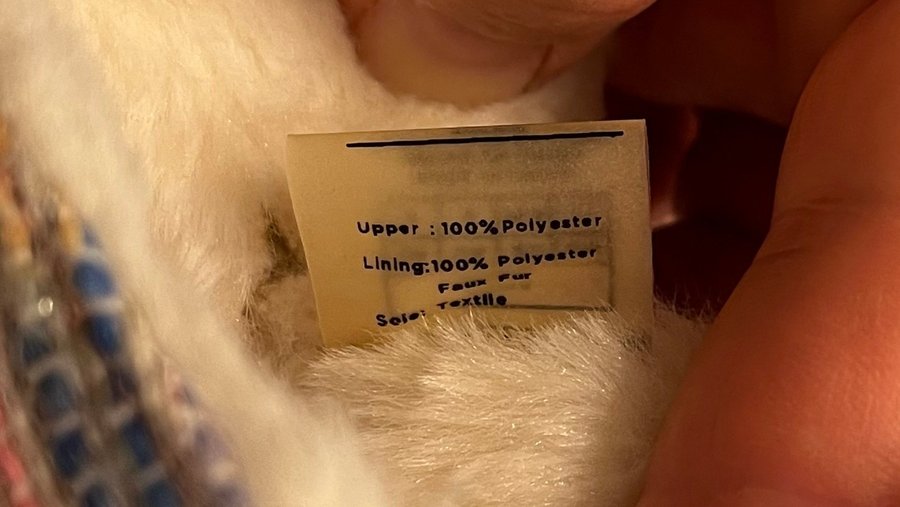 Upper : 100% Polyester
Lining:100% Polyester
Faux Fur
Sole: Textile